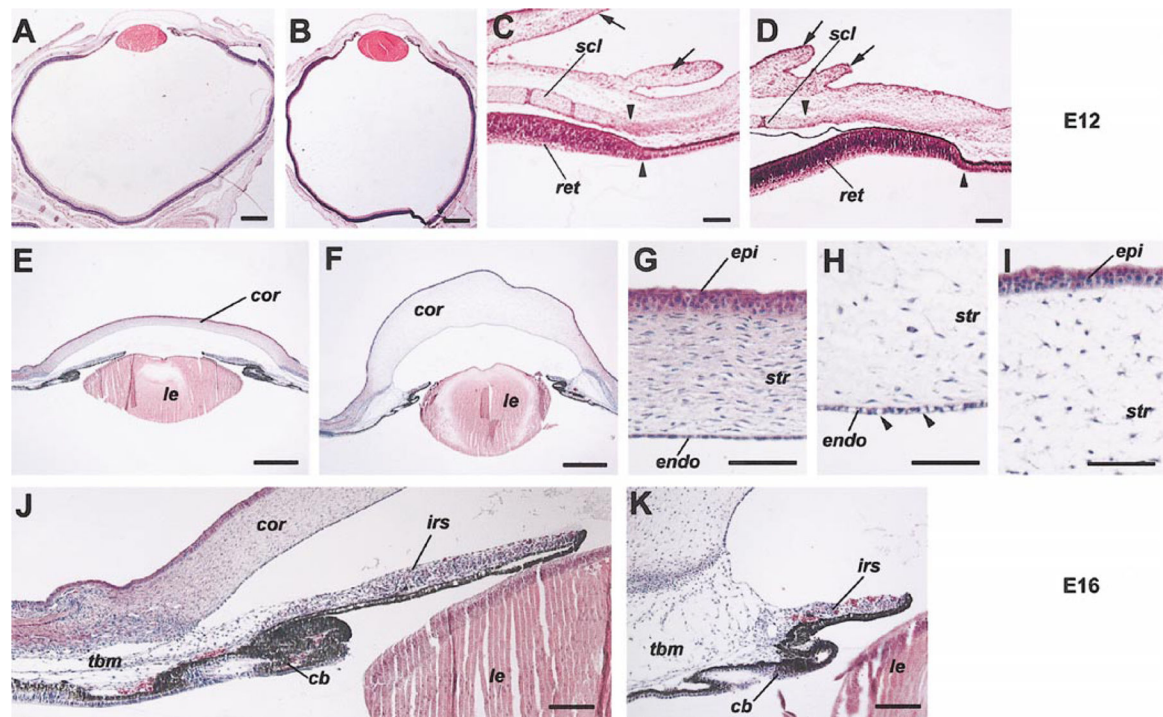 A
B
C
scl
ret
D
scl
ret
E12
E
cor
le
F
cor
le
G
epi
str
endo
H
str
endo
I
epi
str
J
cor
irs
tbm
cb
le
K
irs
tbm
cb
le
E16